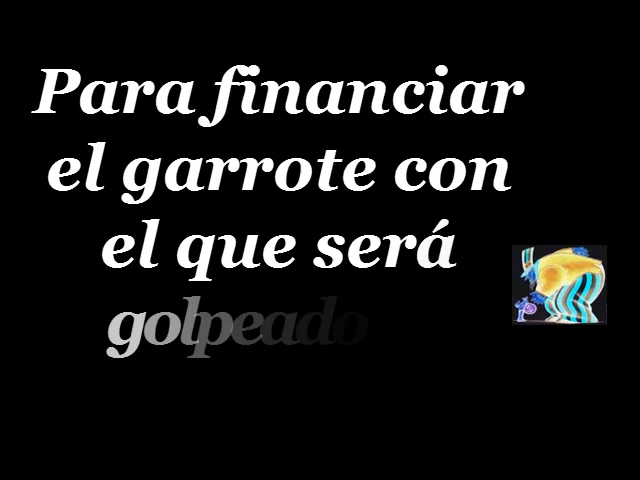 Para financiar
el garrote con
el que será
golpeado.